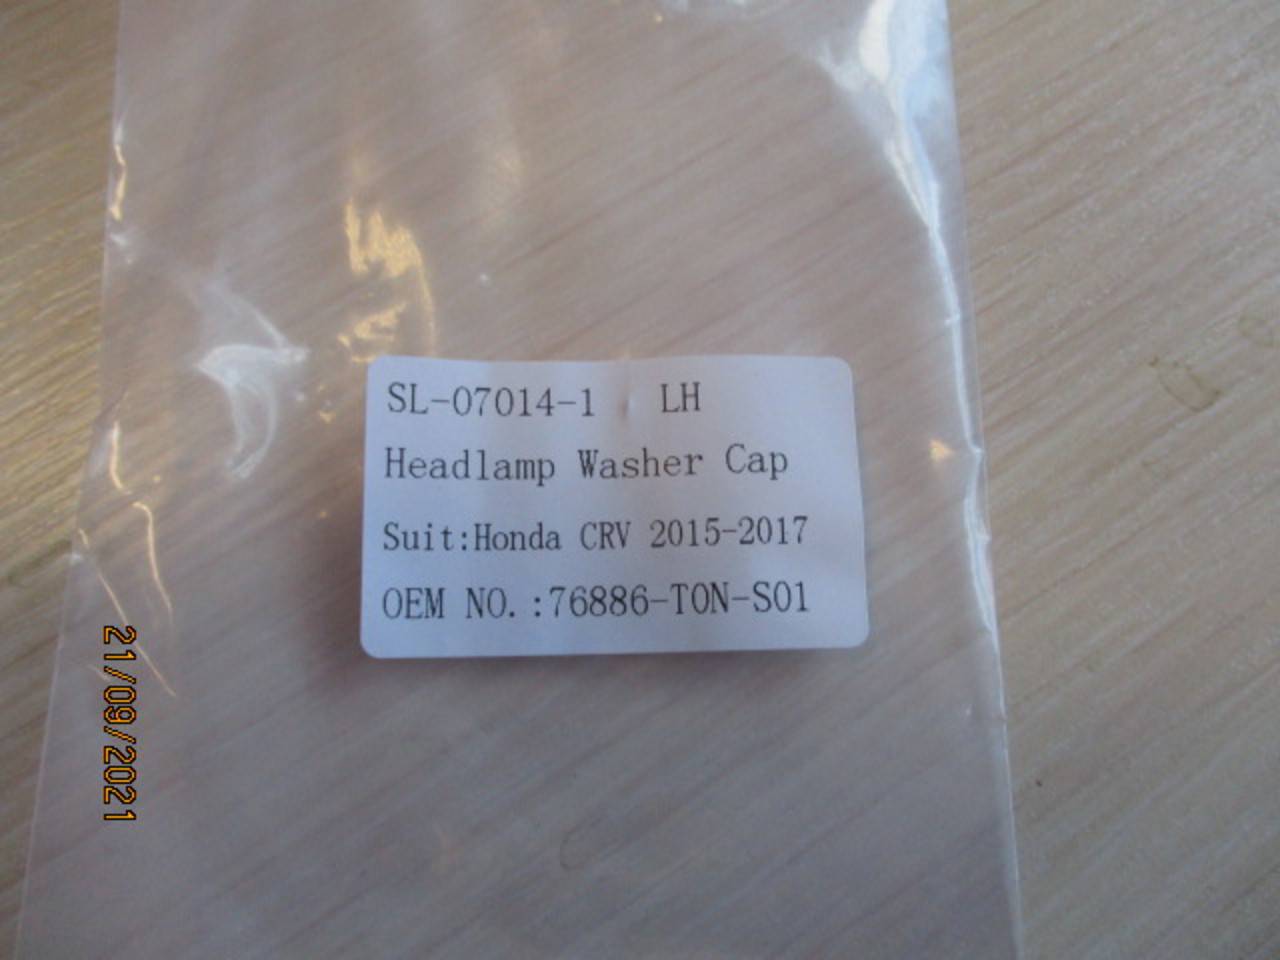 SL-07014-1 LH
Headlamp Washer Cap
Suit:Honda CRV 2015-2017
OEM NO.:76886-TON-S01
21/09/2021